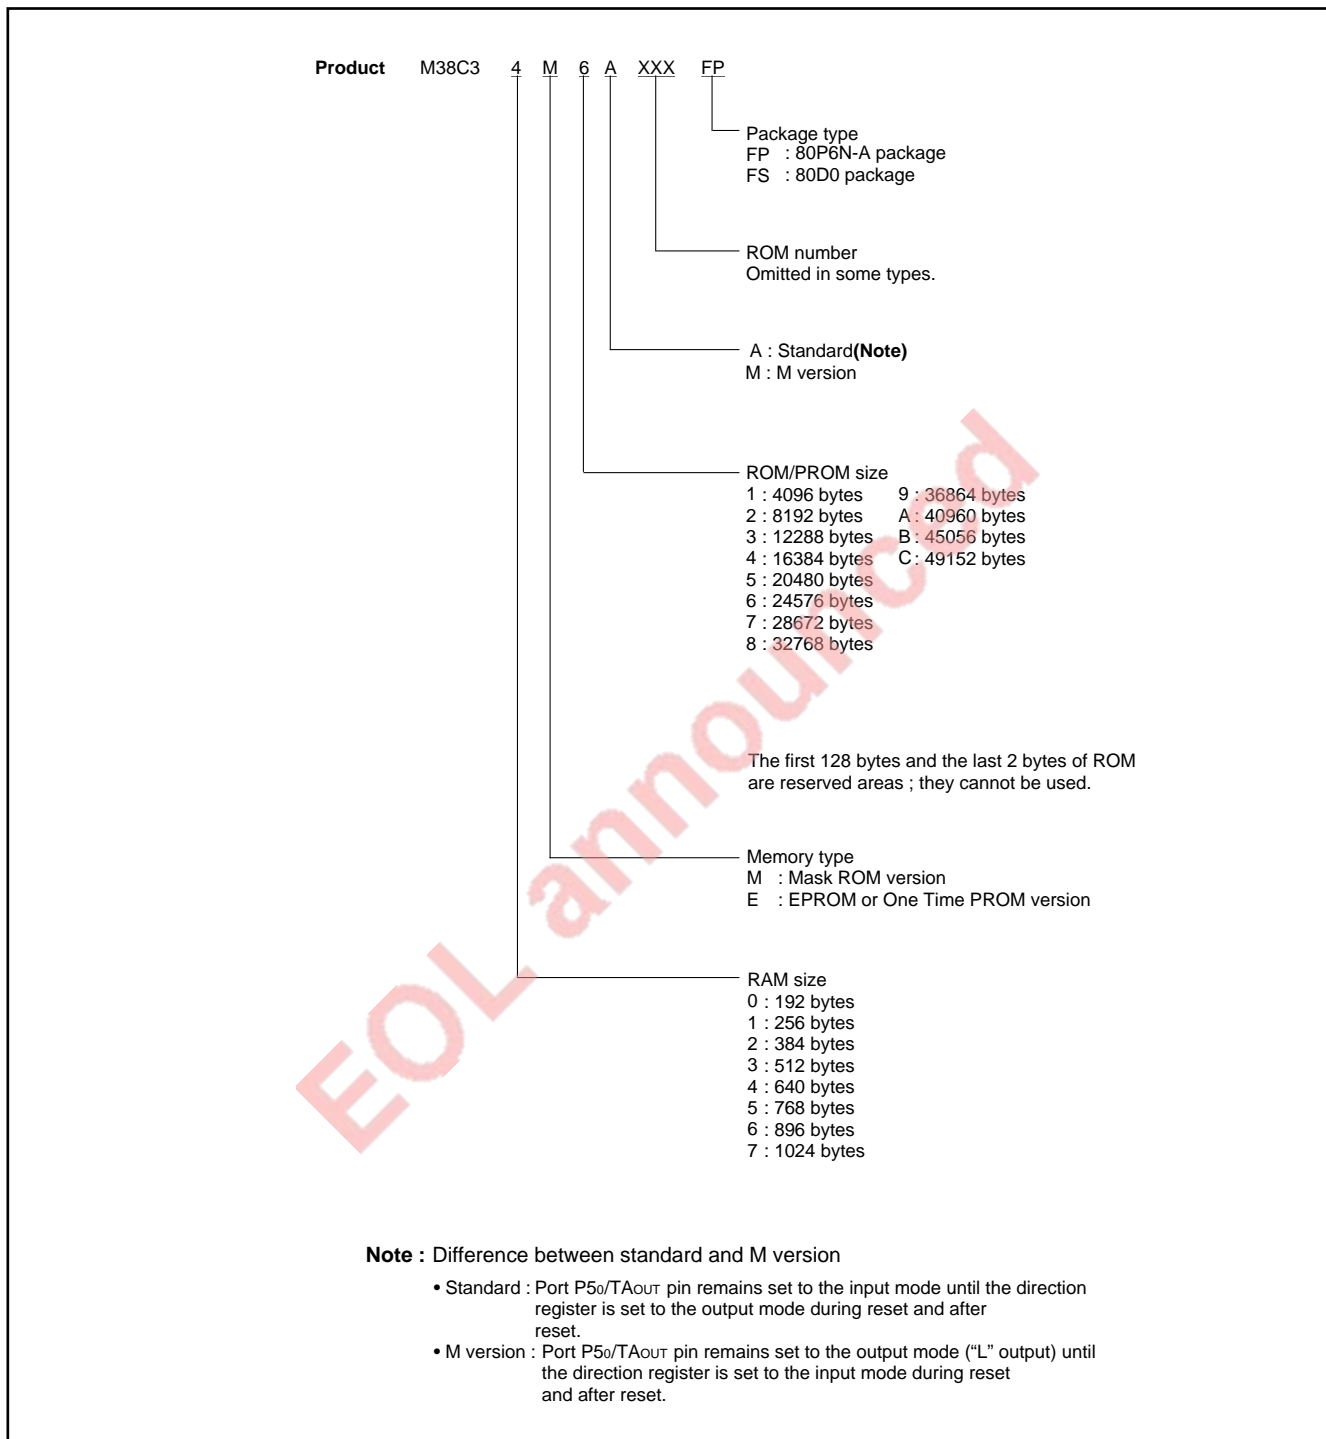 Product M38C3 4 M 6 A XXX FP
Package type
FP : 80P6N-A package
FS : 80D0 package
ROM number
Omitted in some types.
A : Standard(Note)
M : M version
ROM/PROM size
1 : 4096 bytes 9 : 36864 bytes
2 : 8192 bytes A : 40960 bytes
3 : 12288 bytes B : 45056 bytes
4 : 16384 bytes C : 49152 bytes
5 : 20480 bytes
6 : 24576 bytes
7 : 28672 bytes
8 : 32768 bytes
The first 128 bytes and the last 2 bytes of ROM
are reserved areas ; they cannot be used.
Memory type
M : Mask ROM version
E : EPROM or One Time PROM version
RAM size
0 : 192 bytes
1 : 256 bytes
2 : 384 bytes
3 : 512 bytes
4 : 640 bytes
5 : 768 bytes
6 : 896 bytes
7 : 1024 bytes
Note : Difference between standard and M version
• Standard : Port P50/TAOUT pin remains set to the input mode until the direction
register is set to the output mode during reset and after
reset.
• M version : Port P50/TAOUT pin remains set to the output mode (“L” output) until
the direction register is set to the input mode during reset
and after reset.
EOL announced